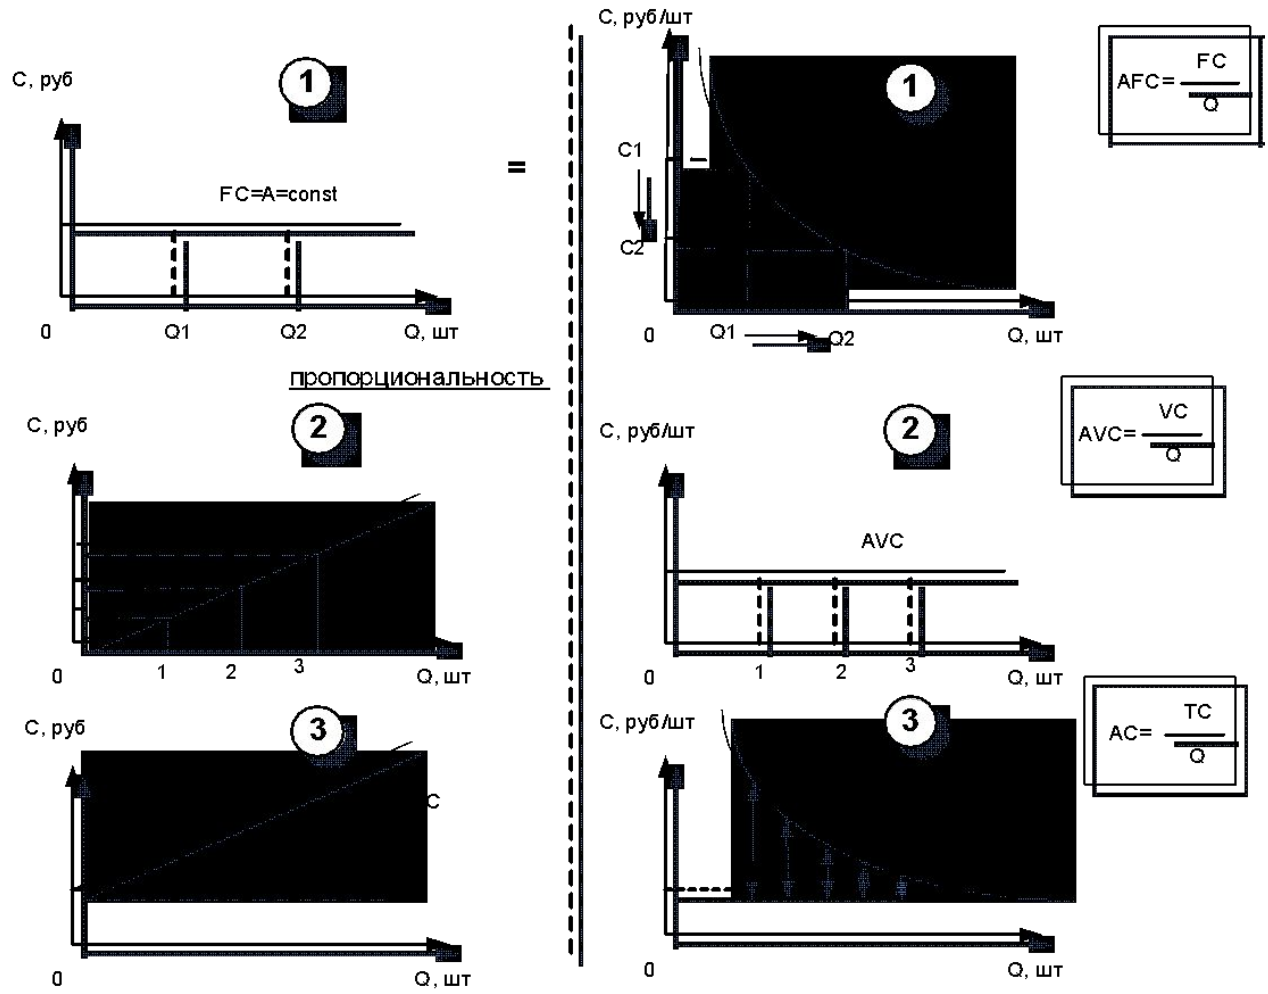 C, руб
1
FC=A=const
0
Q1
Q2
Q, шт
=
C, руб/шт
1
C1
C2
0
Q1
Q2
Q, шт
AFC=
FC
Q
пропорциональность
C, руб
2
0
1
2
3
Q, шт
C, руб/шт
2
AVC
0
1
2
3
Q, шт
AVC=
VC
Q
C, руб
3
C
0
Q, шт
C, руб/шт
3
0
Q, шт
AC=
TC
Q